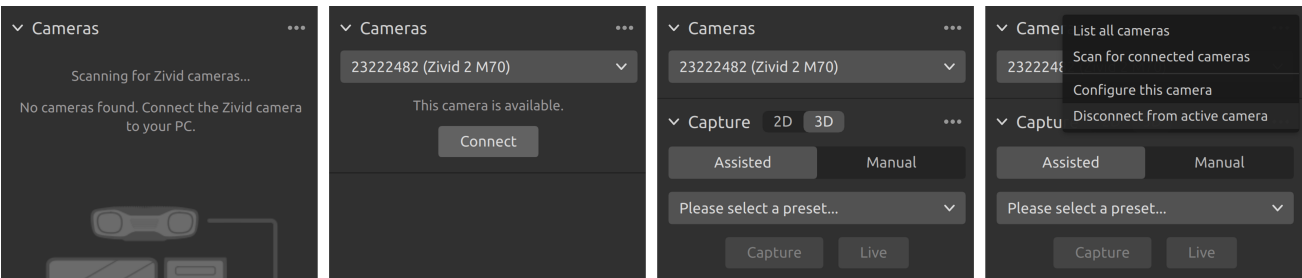 Cameras
Scanning for Zivid cameras...
No cameras found. Connect the Zivid camera
to your PC.
Cameras
23222482 (Zivid 2 M70)
This camera is available.
Connect
Cameras
23222482 (Zivid 2 M70)
Capture 2D 3D
Assisted Manual
Please select a preset...
Capture Live
List all cameras
Scan for connected cameras
Configure this camera
Disconnect from active camera
Assisted Manual
Please select a preset...
Capture Live